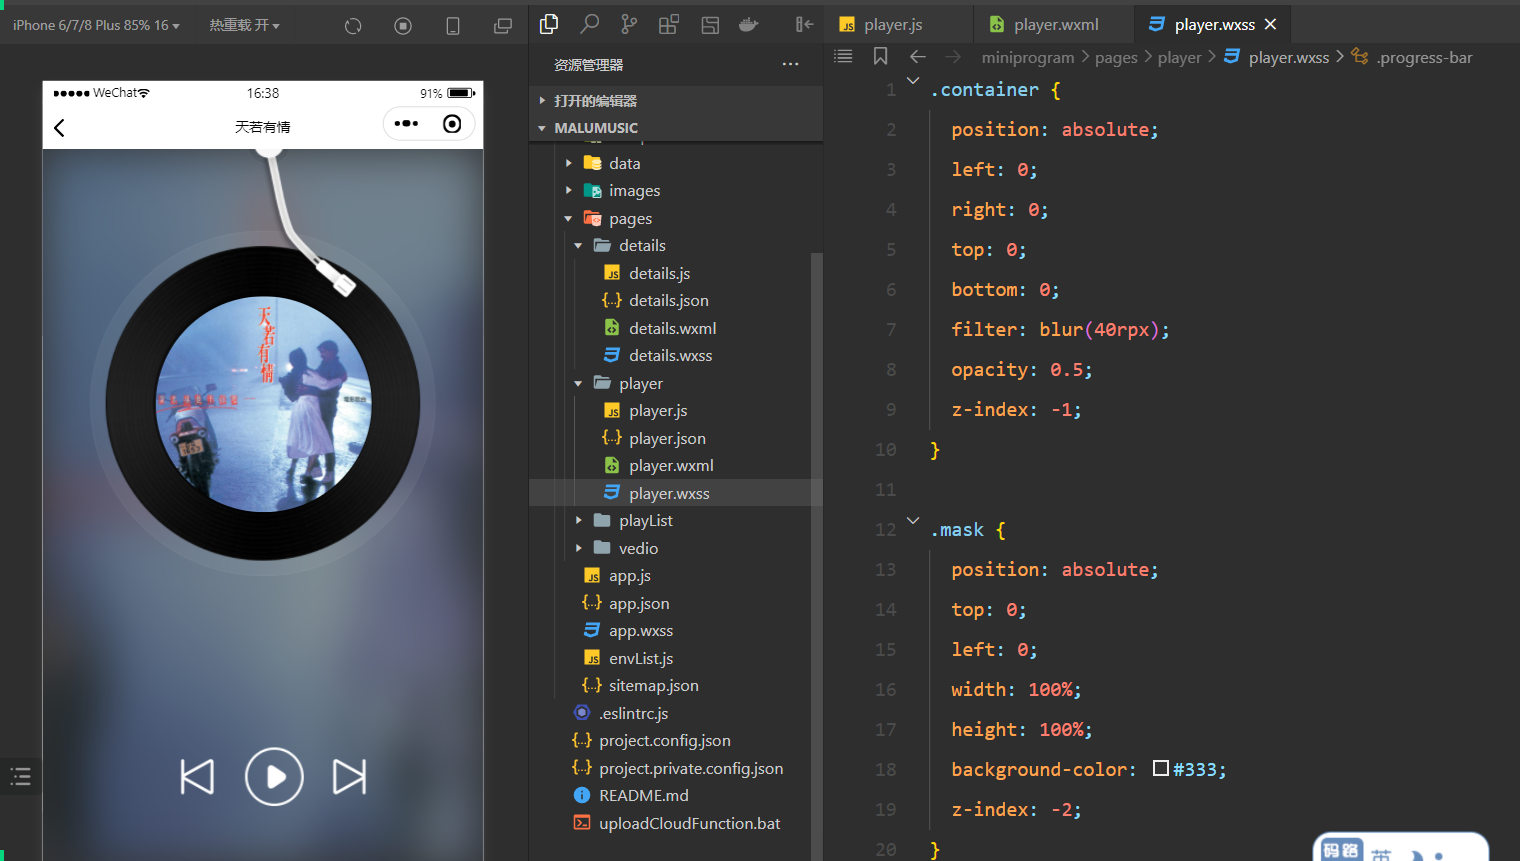 iPhone 6/7/8 Plus 85% 16
热重载 开
player.js
player.wxml
player.wxss
资源管理器
miniprogram
pages
player
player.wxss
.progress-bar
WeChat
16:38
91%
天若有情
天若有情
打开的编辑器
MALUMUSIC
data
images
pages
details
details.js
details.json
details.wxml
details.wxss
player
player.js
player.json
player.wxml
player.wxss
playList
vedio
app.js
app.json
app.wxss
envList.js
sitemap.json
.eslintrc.js
project.config.json
project.private.config.json
README.md
uploadCloudFunction.bat
1 .container {
2 position: absolute;
3 left: 0;
4 right: 0;
5 top: 0;
6 bottom: 0;
7 filter: blur(40rpx);
8 opacity: 0.5;
9 z-index: -1;
10 }
11
12 .mask {
13 position: absolute;
14 top: 0;
15 left: 0;
16 width: 100%;
17 height: 100%;
18 background-color: #333;
19 z-index: -2;
20 }
码路
英